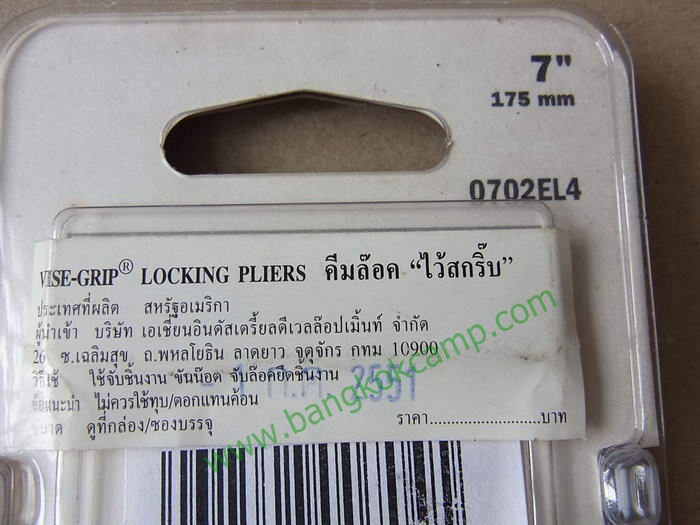 7"
175 mm
0702EL4
VISE-GRIP® LOCKING PLIERS คีมล๊อค “ไว้สกริ๊บ”
ประเทศที่ผลิต สหรัฐอเมริกา
ผู้นำเข้า บริษัท เอเชี่ยนอินดัสเตรี้ยลดีเวลล๊อปเม้นท์ จำกัด
26 ซ.เฉลิมสุข ถ.พหลโยธิน ลาดยาว จตุจักร กทม 10900
วิธีใช้ ใช้จับชิ้นงาน ขันน๊อต จับล๊อคยึดชิ้นงาน
- 1 ก.ค. 2551
ข้อแนะนำ ไม่ควรใช้ทุบ/ตอกแทนค้อน
ขนาด ดูที่กล่อง/ซองบรรจุ ราคา..........................บาท
www.bangkokcamp.com